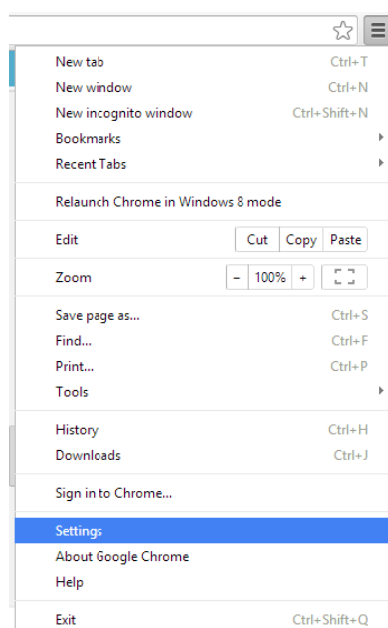 New tab Ctrl+T
New window Ctrl+N
New incognito window Ctrl+Shift+N
Bookmarks
Recent Tabs
Relaunch Chrome in Windows 8 mode
Edit Cut Copy Paste
Zoom - 100% +
Save page as... Ctrl+S
Find... Ctrl+F
Print... Ctrl+P
Tools
History Ctrl+H
Downloads Ctrl+J
Sign in to Chrome...
Settings
About Google Chrome
Help
Exit Ctrl+Shift+Q